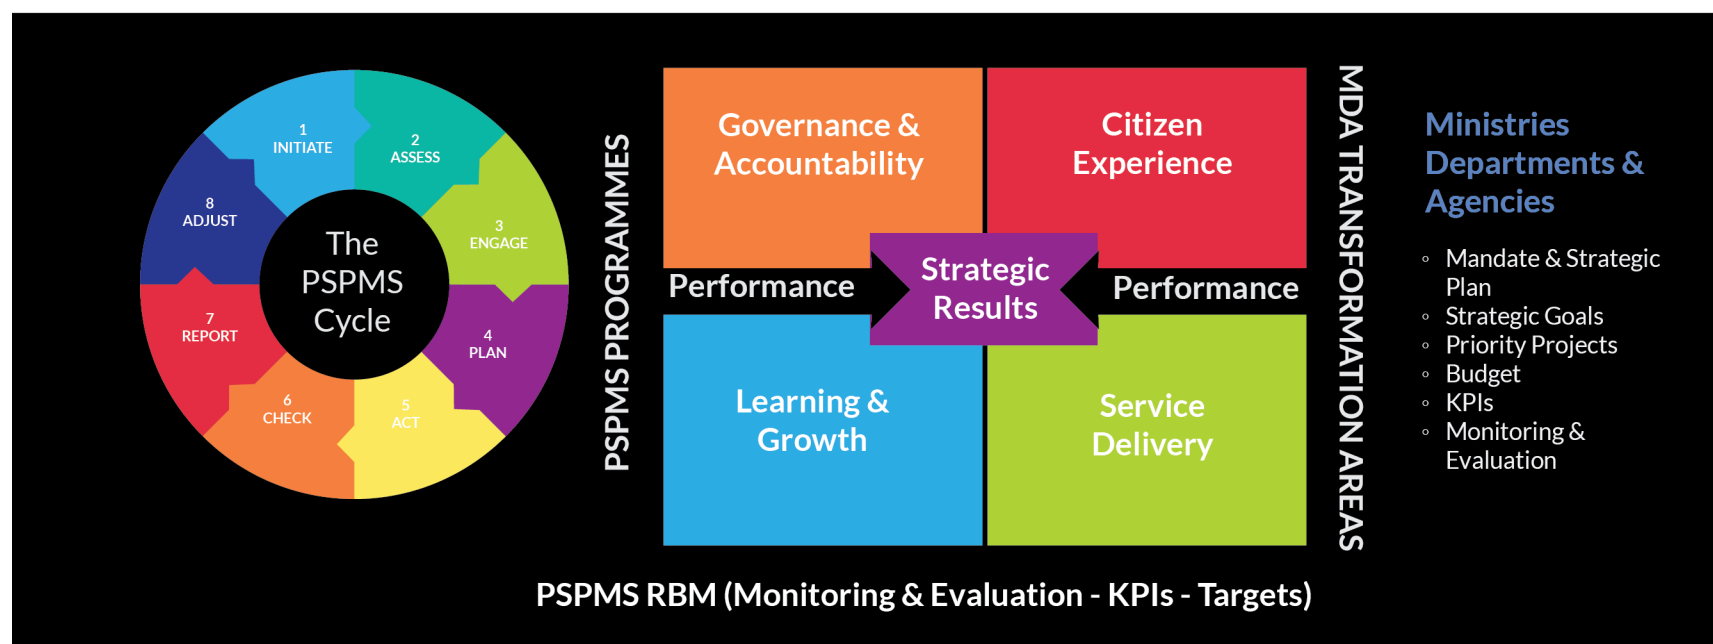 1
INITIATE
2
ASSESS
3
ENGAGE
4
PLAN
5
ACT
6
CHECK
7
REPORT
8
ADJUST
The
PSPMS
Cycle
PSPMS PROGRAMMES
Governance &
Accountability
Citizen
Experience
Performance
Strategic
Results
Performance
Learning &
Growth
Service
Delivery
MDA TRANSFORMATION AREAS
Ministries
Departments &
Agencies
◦ Mandate & Strategic
Plan
◦ Strategic Goals
◦ Priority Projects
◦ Budget
◦ KPIs
◦ Monitoring &
Evaluation
PSPMS RBM (Monitoring & Evaluation - KPIs - Targets)